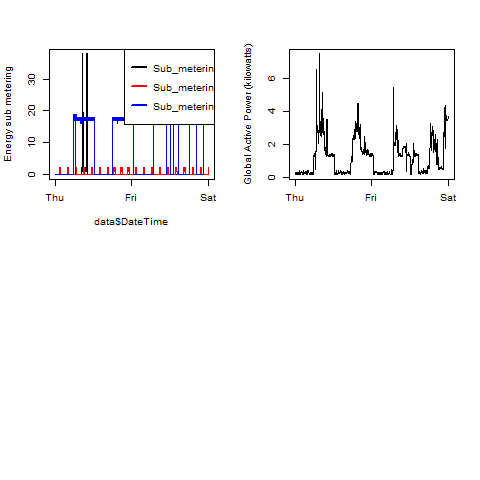 Energy sub metering
0 10 20 30
Sub_meterin
Sub_meterin
Sub_meterin
Thu Fri Sat
data$DateTime
Global Active Power (kilowatts)
0 2 4 6
Thu Fri Sat